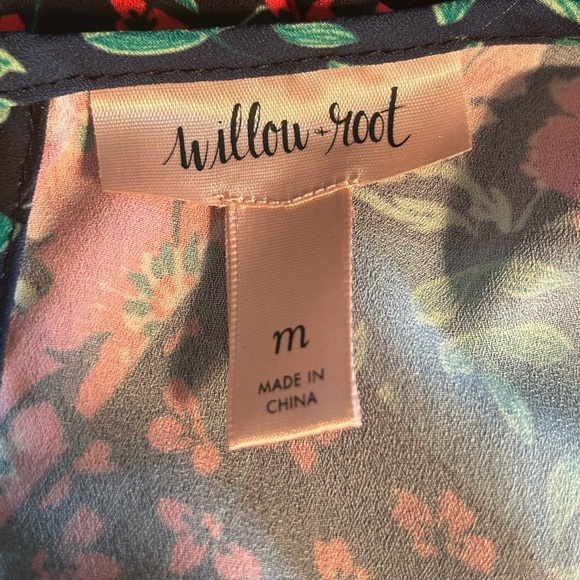 willow + root
m
MADE IN
CHINA